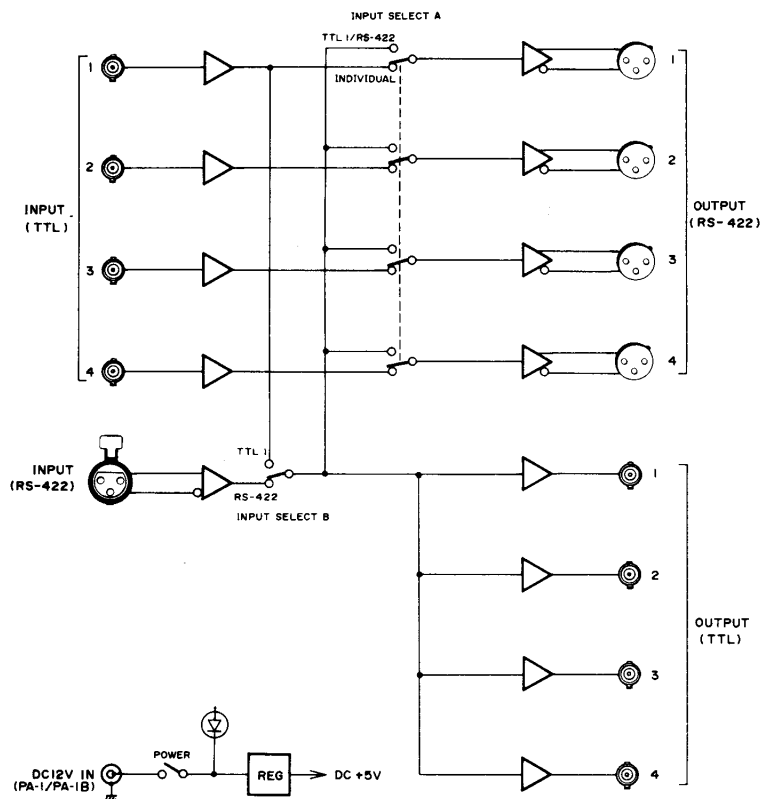 INPUT SELECT A
TTL 1/RS-422
INDIVIDUAL
INPUT
(TTL)
1
2
3
4
1
2
3
4
OUTPUT
(RS-422)
INPUT
(RS-422)
TTL 1
RS-422
INPUT SELECT B
1
2
3
4
OUTPUT
(TTL)
POWER
DC12V IN
(PA-1/PA-1B)
REG
DC +5V